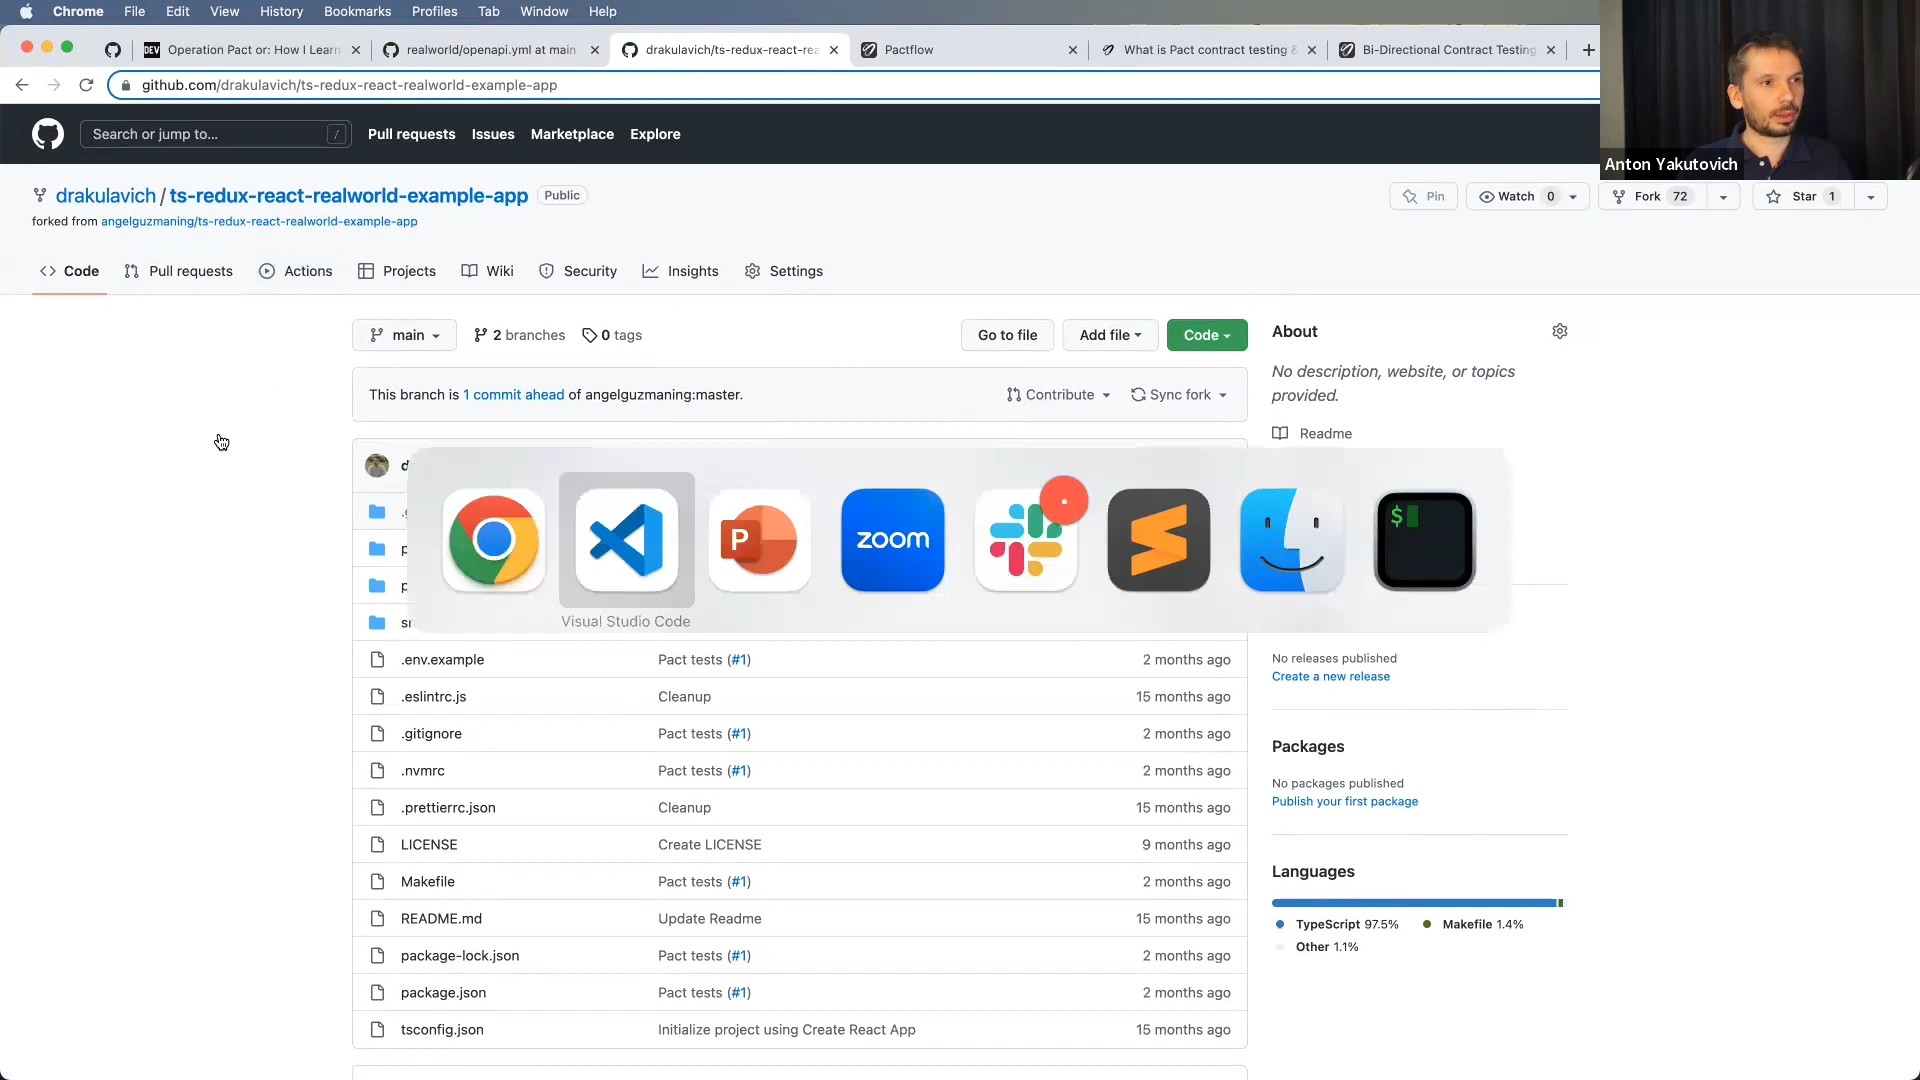 Chrome File Edit View History Bookmarks Profiles Tab Window Help
DEV Operation Pact or: How I Learn
realworld/openapi.yml at main
drakulavich/ts-redux-react-rea
Pactflow
What is Pact contract testing &
Bi-Directional Contract Testing
github.com/drakulavich/ts-redux-react-realworld-example-app
Search or jump to... /
Pull requests Issues Marketplace Explore
Anton Yakutovich
drakulavich / ts-redux-react-realworld-example-app Public
Pin Watch 0 Fork 72 Star 1
forked from angelguzmaning/ts-redux-react-realworld-example-app
Code Pull requests Actions Projects Wiki Security Insights Settings
main 2 branches 0 tags Go to file Add file Code
About
This branch is 1 commit ahead of angelguzmaning:master. Contribute Sync fork
No description, website, or topics
provided.
Readme
P zoom $
Visual Studio Code
.env.example Pact tests (#1) 2 months ago
.eslintrc.js Cleanup 15 months ago
.gitignore Pact tests (#1) 2 months ago
.nvmrc Pact tests (#1) 2 months ago
.prettierrc.json Cleanup 15 months ago
LICENSE Create LICENSE 9 months ago
Makefile Pact tests (#1) 2 months ago
README.md Update Readme 15 months ago
package-lock.json Pact tests (#1) 2 months ago
package.json Pact tests (#1) 2 months ago
tsconfig.json Initialize project using Create React App 15 months ago
No releases published
Create a new release
Packages
No packages published
Publish your first package
Languages
TypeScript 97.5% Makefile 1.4%
Other 1.1%